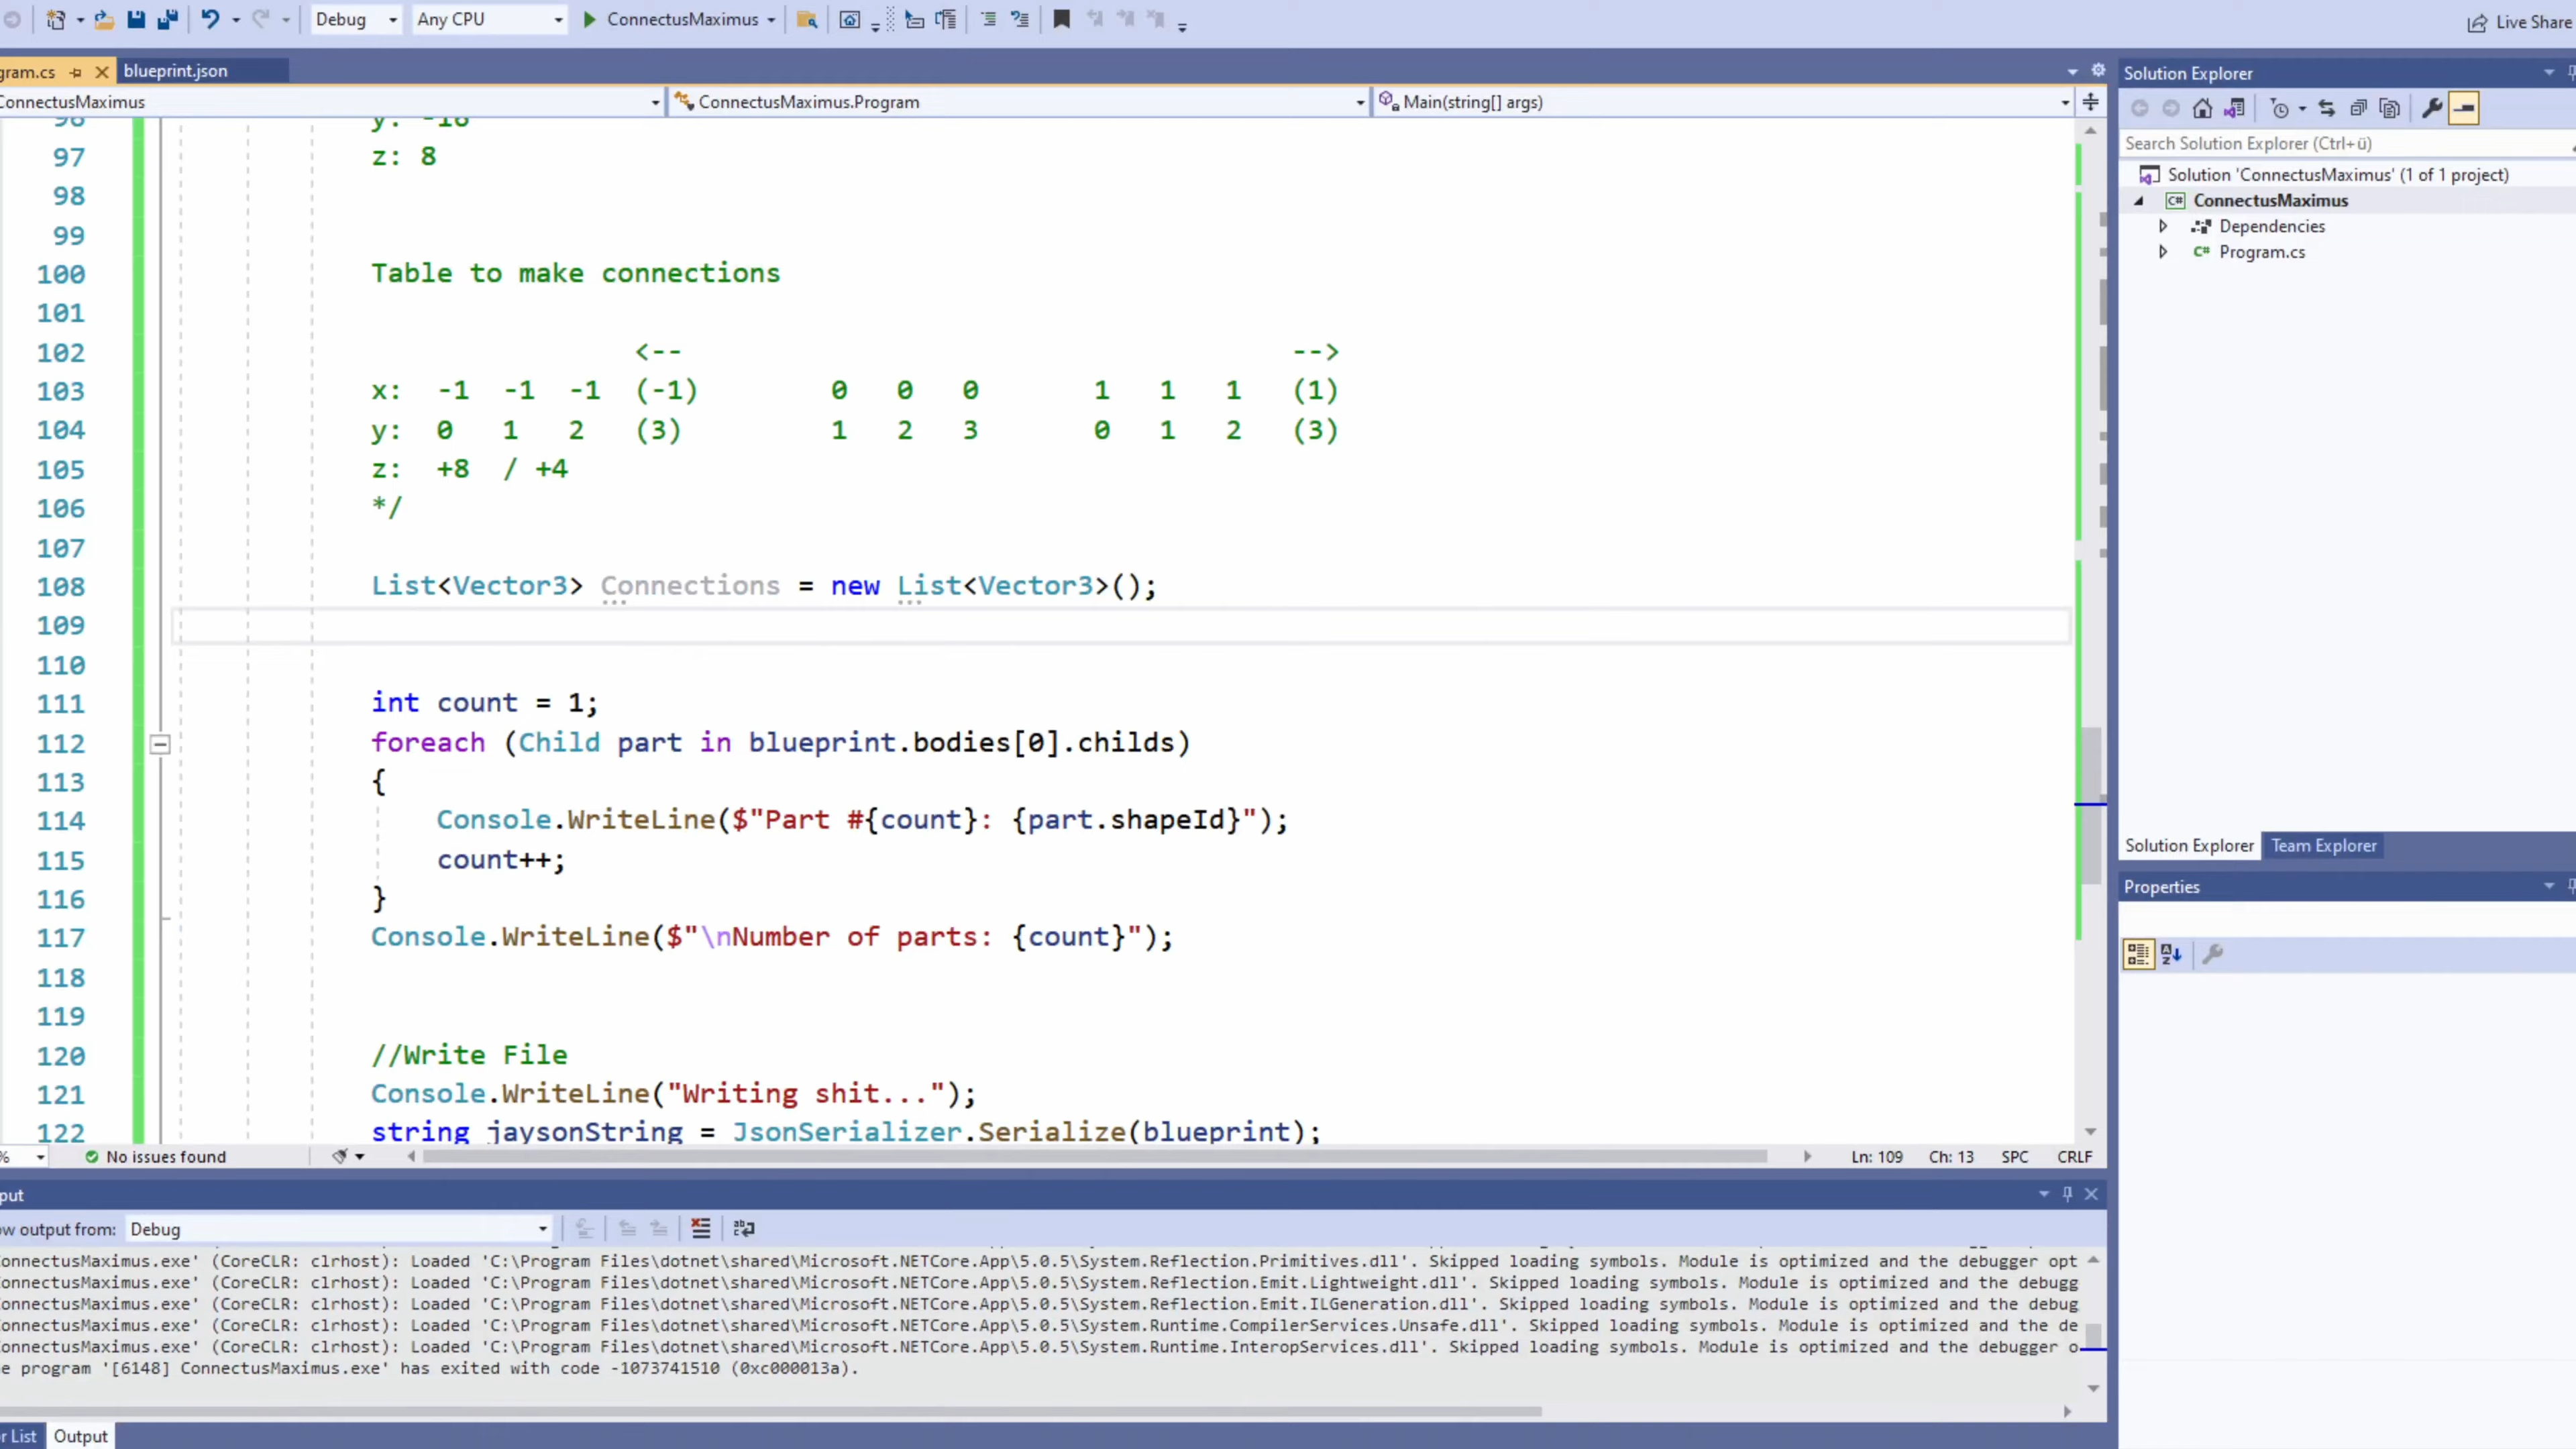 Debug
Any CPU
ConnectusMaximus
Live Share
gram.cs
blueprint.json
ConnectusMaximus
ConnectusMaximus.Program
Main(string[] args)
96 y: -16
97 z: 8
98
99
100 Table to make connections
101
102 <-- -->
103 x: -1 -1 -1 (-1) 0 0 0 1 1 1 (1)
104 y: 0 1 2 (3) 1 2 3 0 1 2 (3)
105 z: +8 / +4
106 */
107
108 List<Vector3> Connections = new List<Vector3>();
109
110
111 int count = 1;
112 foreach (Child part in blueprint.bodies[0].childs)
113 {
114 Console.WriteLine($"Part #{count}: {part.shapeId}");
115 count++;
116 }
117 Console.WriteLine($"\nNumber of parts: {count}");
118
119
120 //Write File
121 Console.WriteLine("Writing shit...");
122 string jaysonString = JsonSerializer.Serialize(blueprint);
% No issues found Ln: 109 Ch: 13 SPC CRLF
Solution Explorer
Search Solution Explorer (Ctrl+ü)
Solution 'ConnectusMaximus' (1 of 1 project)
C# ConnectusMaximus
Dependencies
C# Program.cs
Solution Explorer Team Explorer
Properties
put
ow output from: Debug
onnectusMaximus.exe' (CoreCLR: clrhost): Loaded 'C:\Program Files\dotnet\shared\Microsoft.NETCore.App\5.0.5\System.Reflection.Primitives.dll'. Skipped loading symbols. Module is optimized and the debugger opt
onnectusMaximus.exe' (CoreCLR: clrhost): Loaded 'C:\Program Files\dotnet\shared\Microsoft.NETCore.App\5.0.5\System.Reflection.Emit.Lightweight.dll'. Skipped loading symbols. Module is optimized and the debugg
onnectusMaximus.exe' (CoreCLR: clrhost): Loaded 'C:\Program Files\dotnet\shared\Microsoft.NETCore.App\5.0.5\System.Reflection.Emit.ILGeneration.dll'. Skipped loading symbols. Module is optimized and the debug
onnectusMaximus.exe' (CoreCLR: clrhost): Loaded 'C:\Program Files\dotnet\shared\Microsoft.NETCore.App\5.0.5\System.Runtime.CompilerServices.Unsafe.dll'. Skipped loading symbols. Module is optimized and the de
onnectusMaximus.exe' (CoreCLR: clrhost): Loaded 'C:\Program Files\dotnet\shared\Microsoft.NETCore.App\5.0.5\System.Runtime.InteropServices.dll'. Skipped loading symbols. Module is optimized and the debugger o
e program '[6148] ConnectusMaximus.exe' has exited with code -1073741510 (0xc000013a).
r List Output